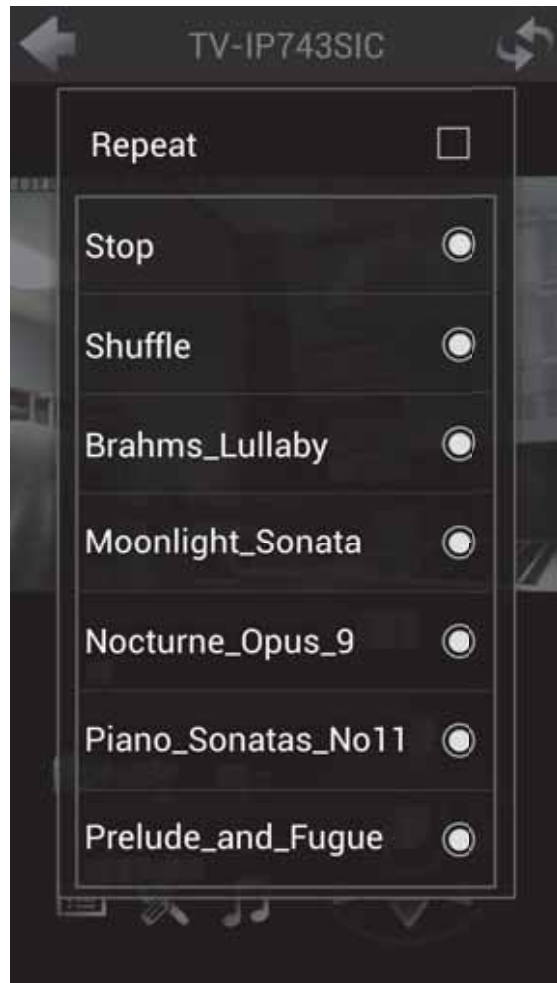 TV-IP743SIC
Repeat
Stop
Shuffle
Brahms_Lullaby
Moonlight_Sonata
Nocturne_Opus_9
Piano_Sonatas_No11
Prelude_and_Fugue